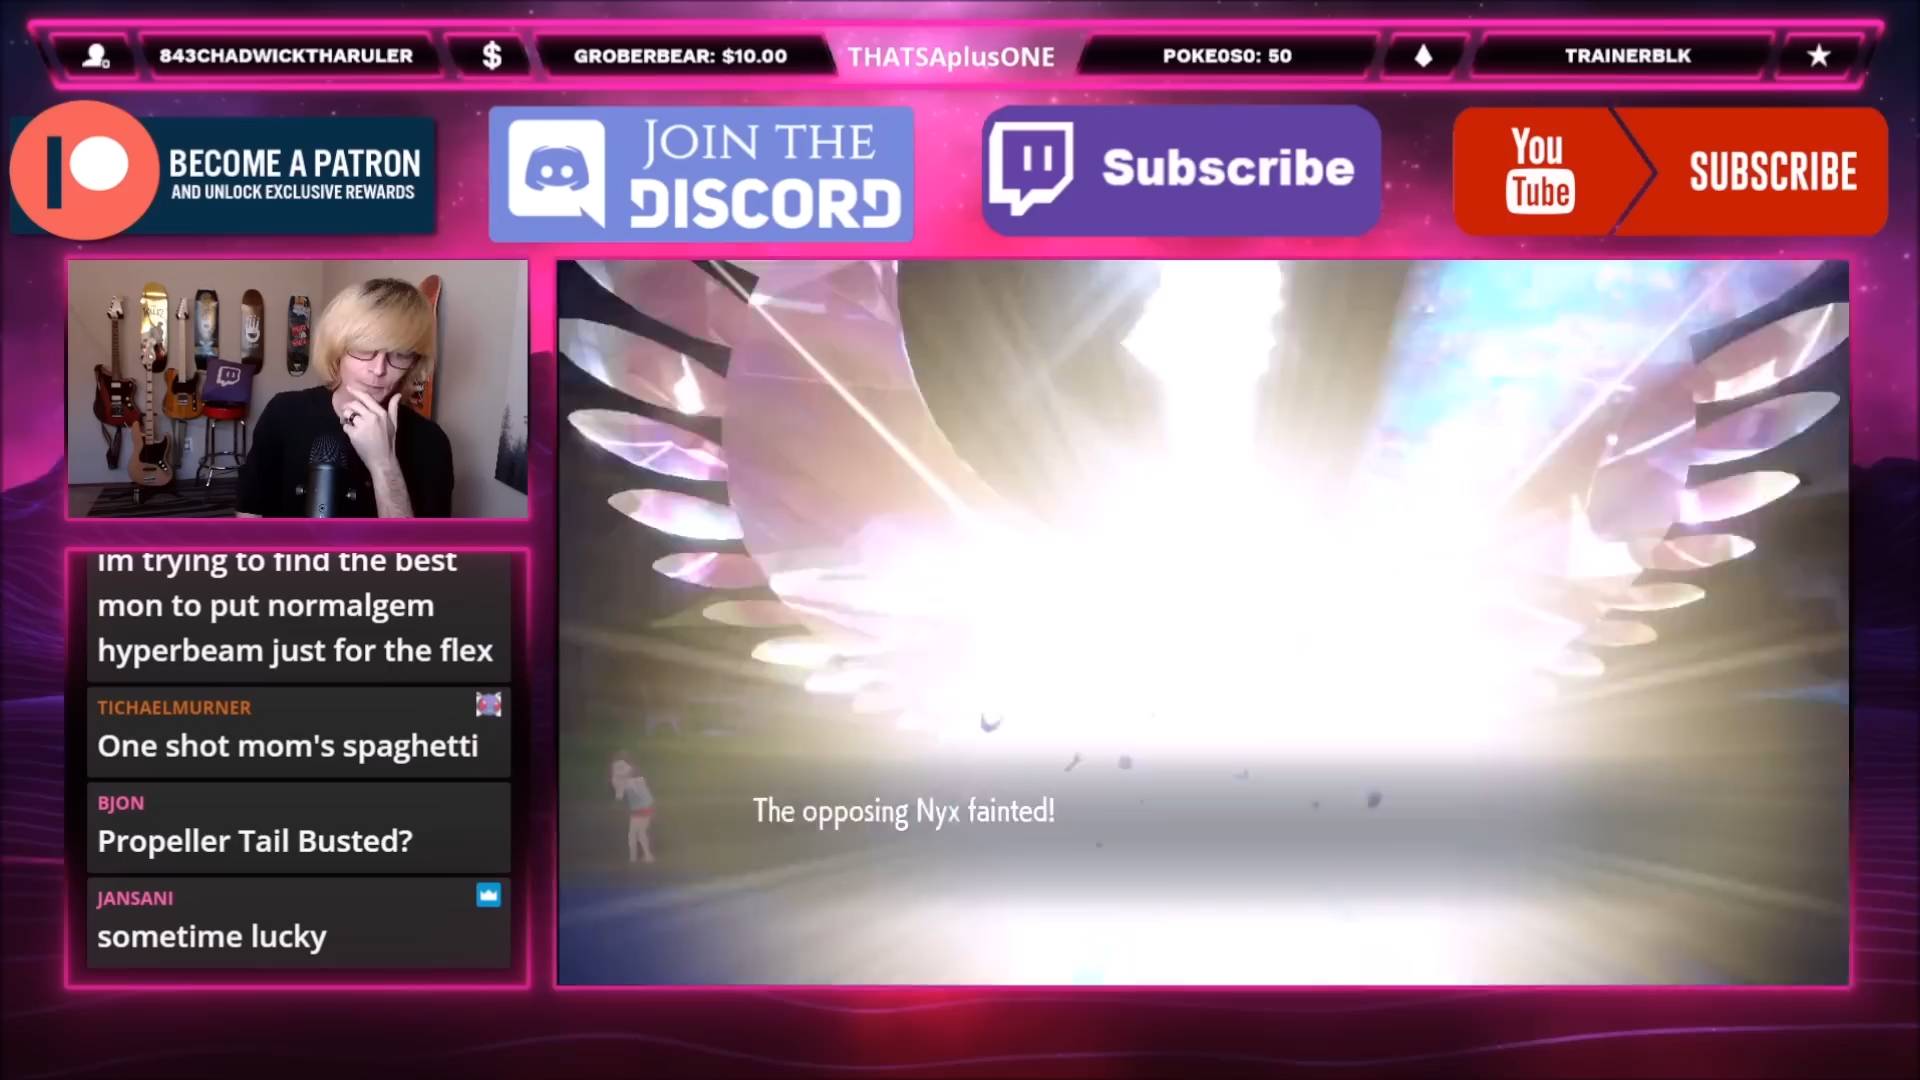 843CHADWICKTHARULER
$
GROBERBEAR: $10.00
THATSAplusONE
POKE0S0: 50
TRAINERBLK
BECOME A PATRON
AND UNLOCK EXCLUSIVE REWARDS
JOIN THE
DISCORD
Subscribe
You
Tube
SUBSCRIBE
im trying to find the best
mon to put normalgem
hyperbeam just for the flex
TICHAELMURNER
One shot mom's spaghetti
BJON
Propeller Tail Busted?
JANSANI
sometime lucky
The opposing Nyx fainted!